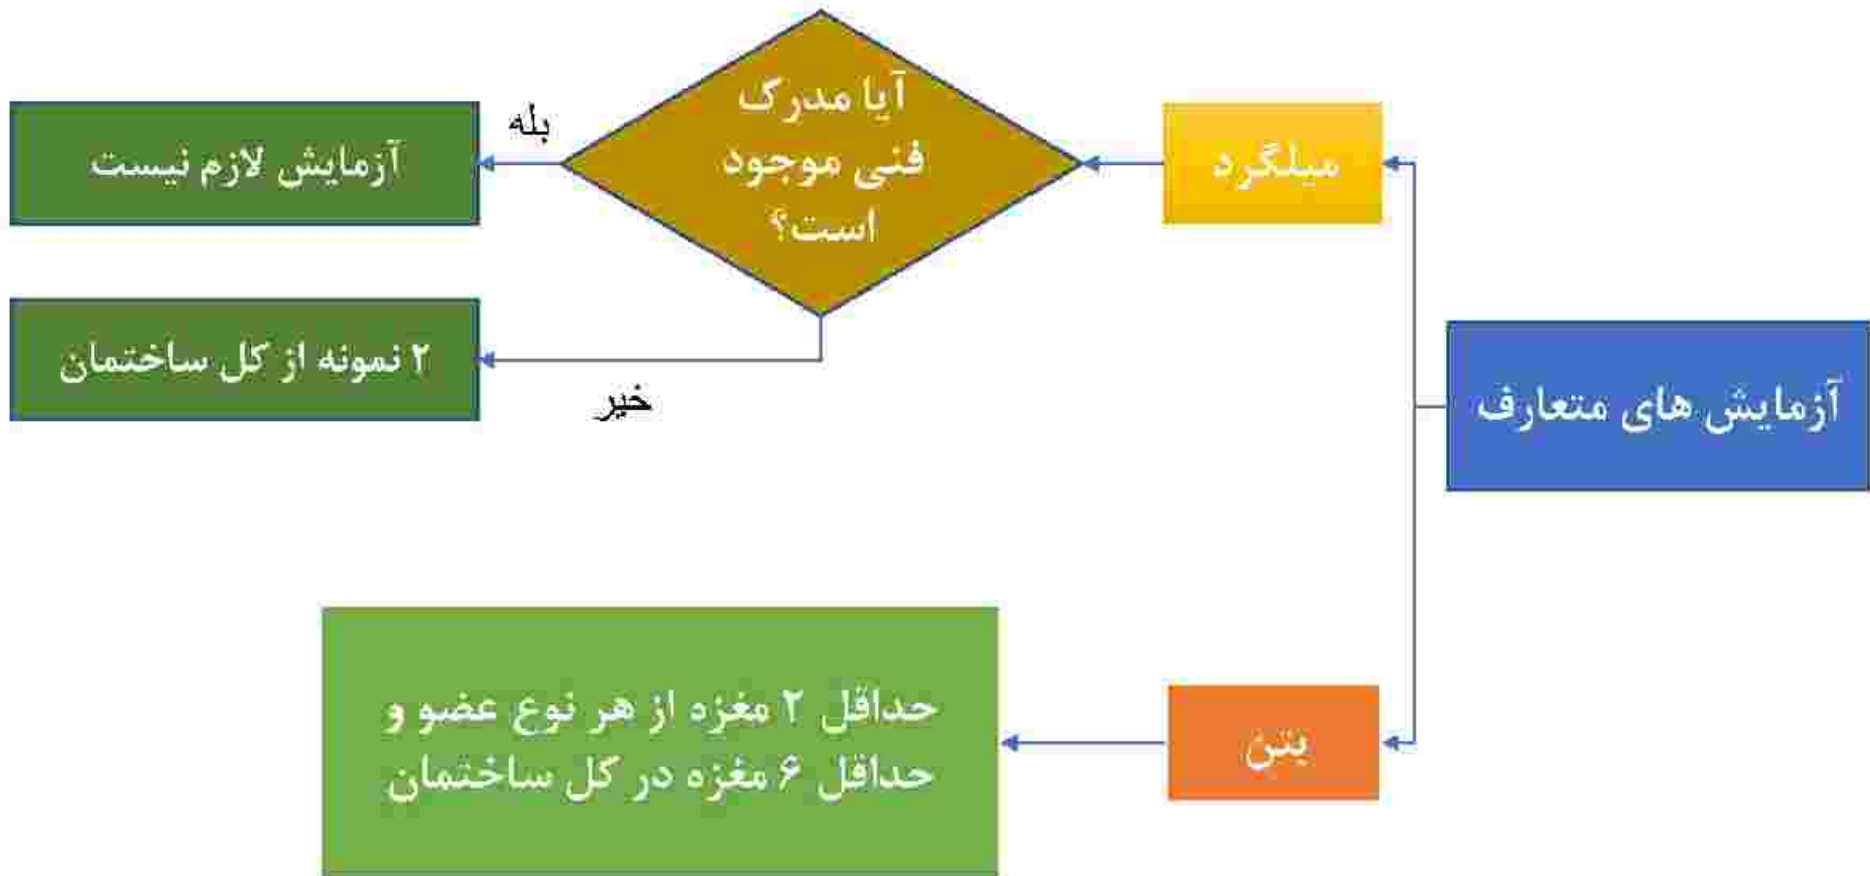 آزمایش های متعارف
میلگرد
آیا مدرک
فنی موجود
است؟
بله
آزمایش لازم نیست
خیر
۲ نمونه از کل ساختمان
بتن
حداقل ۲ مغزه از هر نوع عضو و
حداقل ۶ مغزه در کل ساختمان